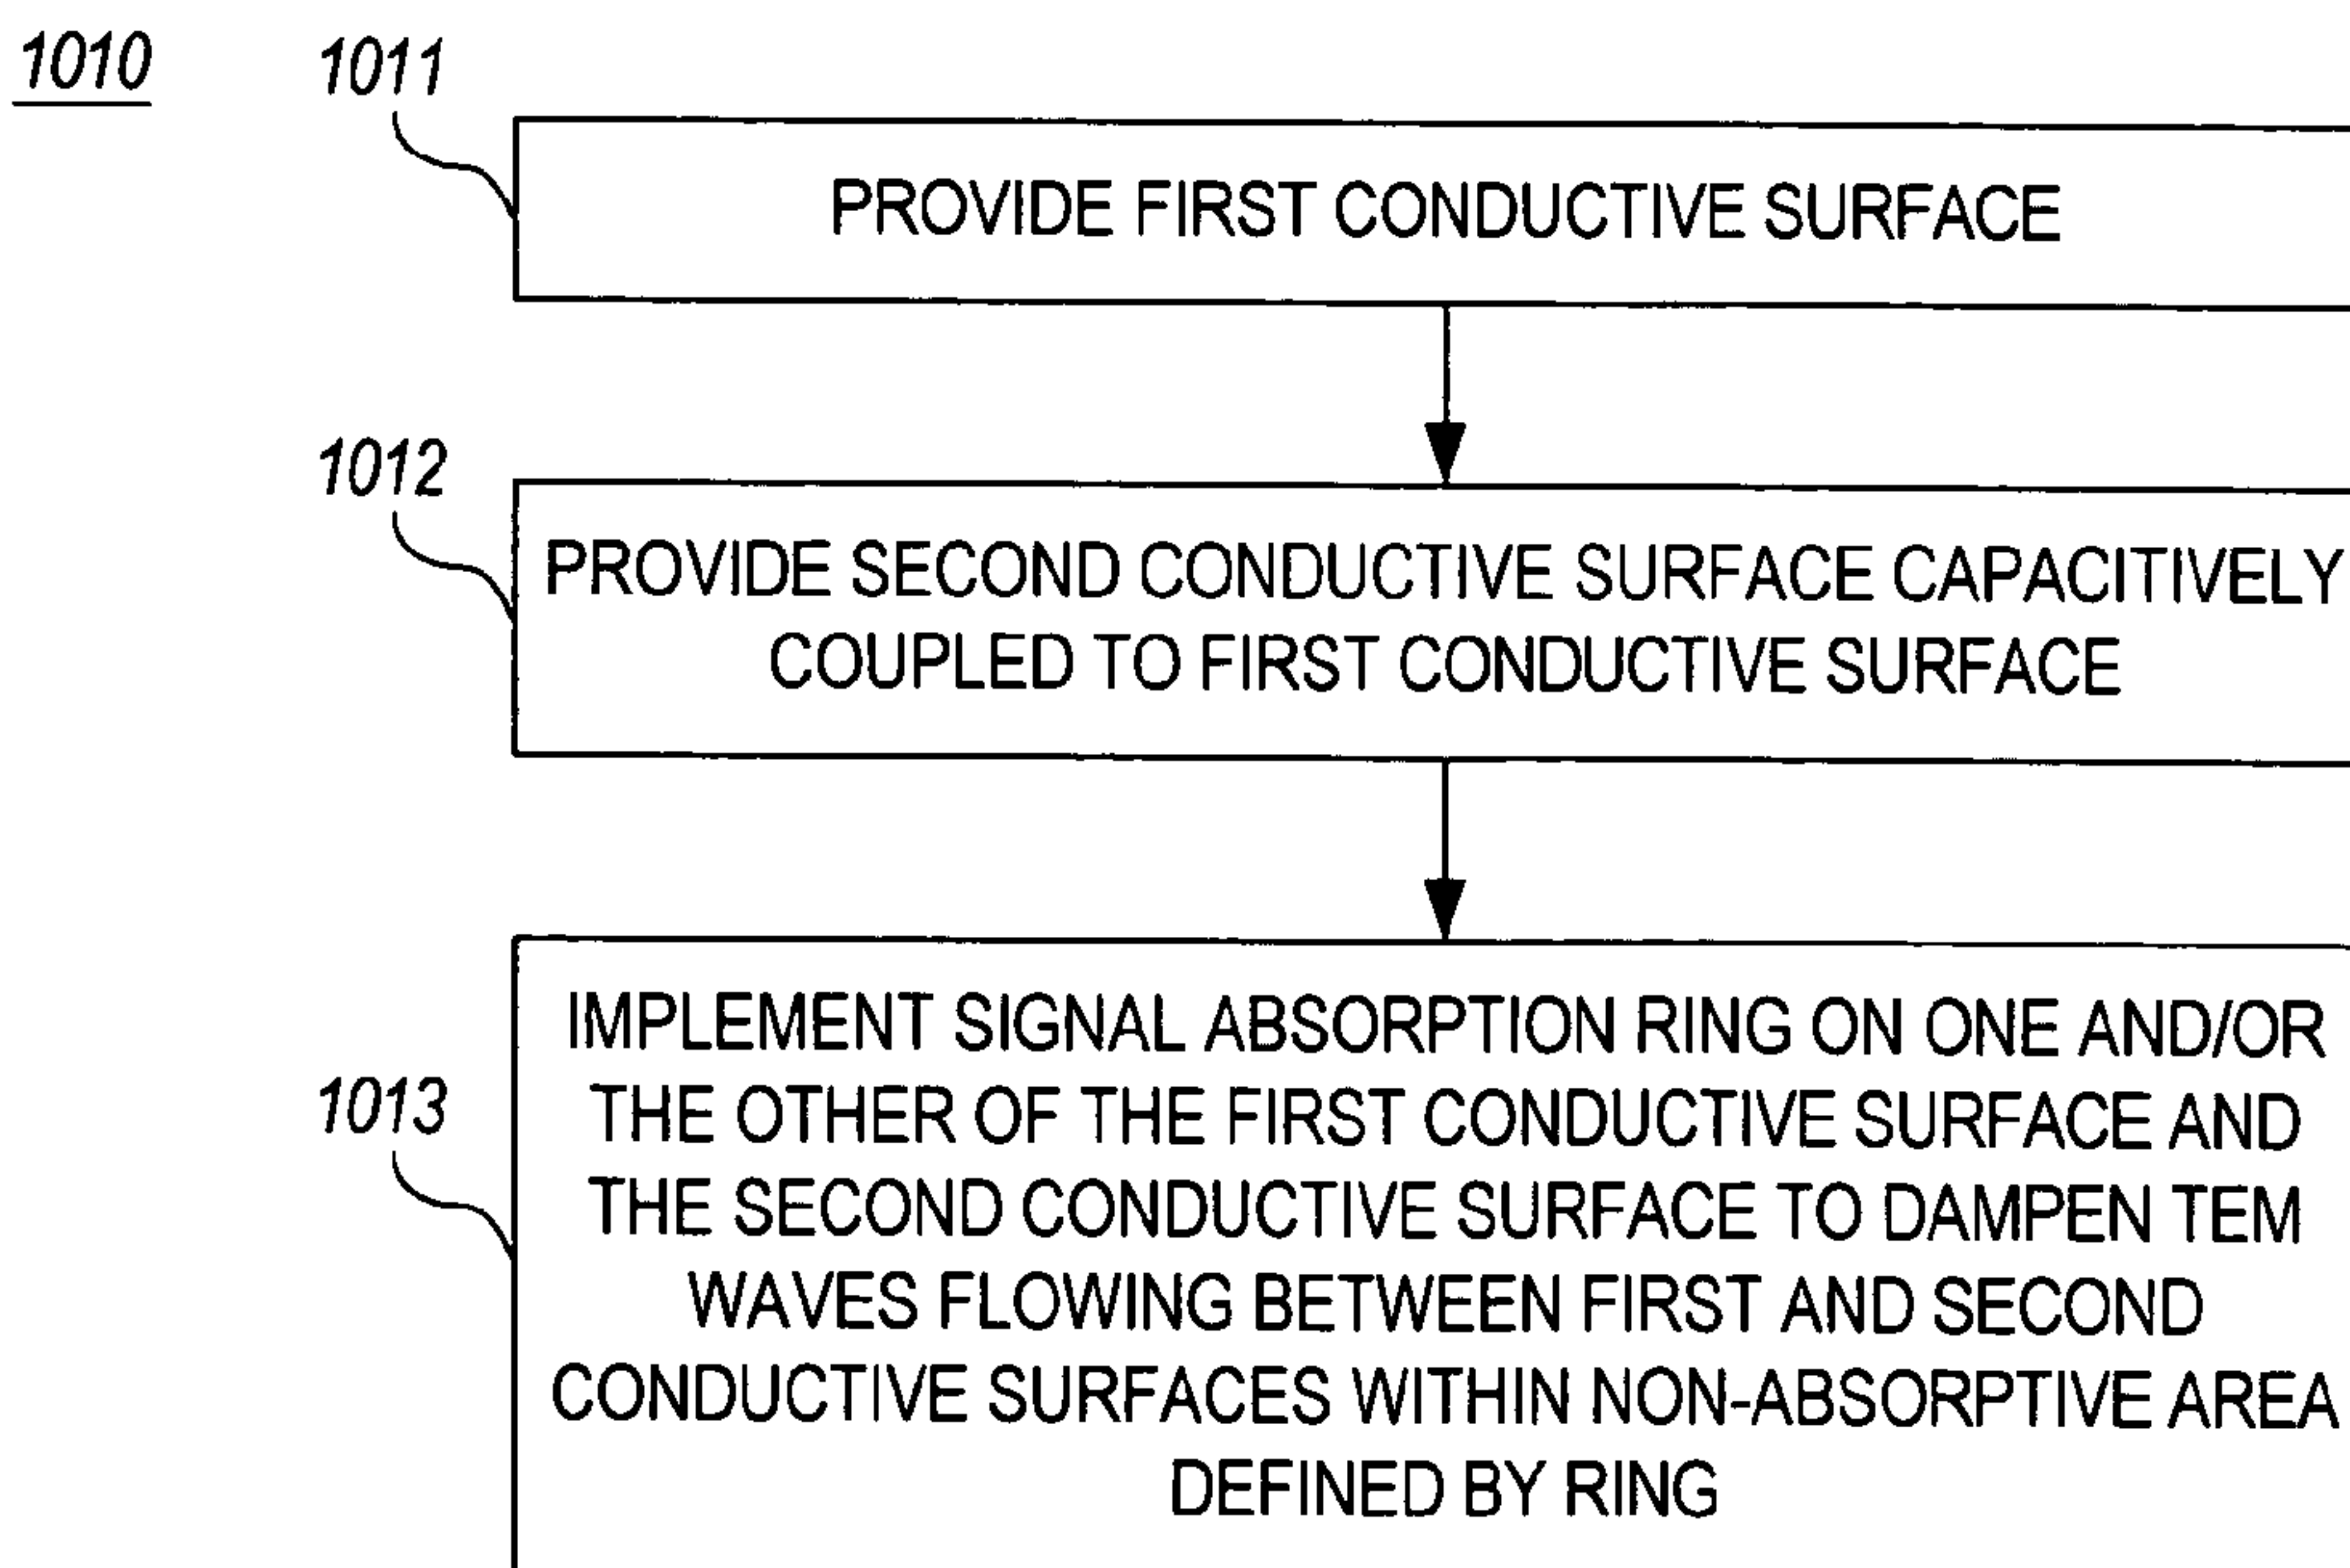 1010
1011
PROVIDE FIRST CONDUCTIVE SURFACE
1012
PROVIDE SECOND CONDUCTIVE SURFACE CAPACITIVELY
COUPLED TO FIRST CONDUCTIVE SURFACE
1013
IMPLEMENT SIGNAL ABSORPTION RING ON ONE AND/OR
THE OTHER OF THE FIRST CONDUCTIVE SURFACE AND
THE SECOND CONDUCTIVE SURFACE TO DAMPEN TEM
WAVES FLOWING BETWEEN FIRST AND SECOND
CONDUCTIVE SURFACES WITHIN NON-ABSORPTIVE AREA
DEFINED BY RING